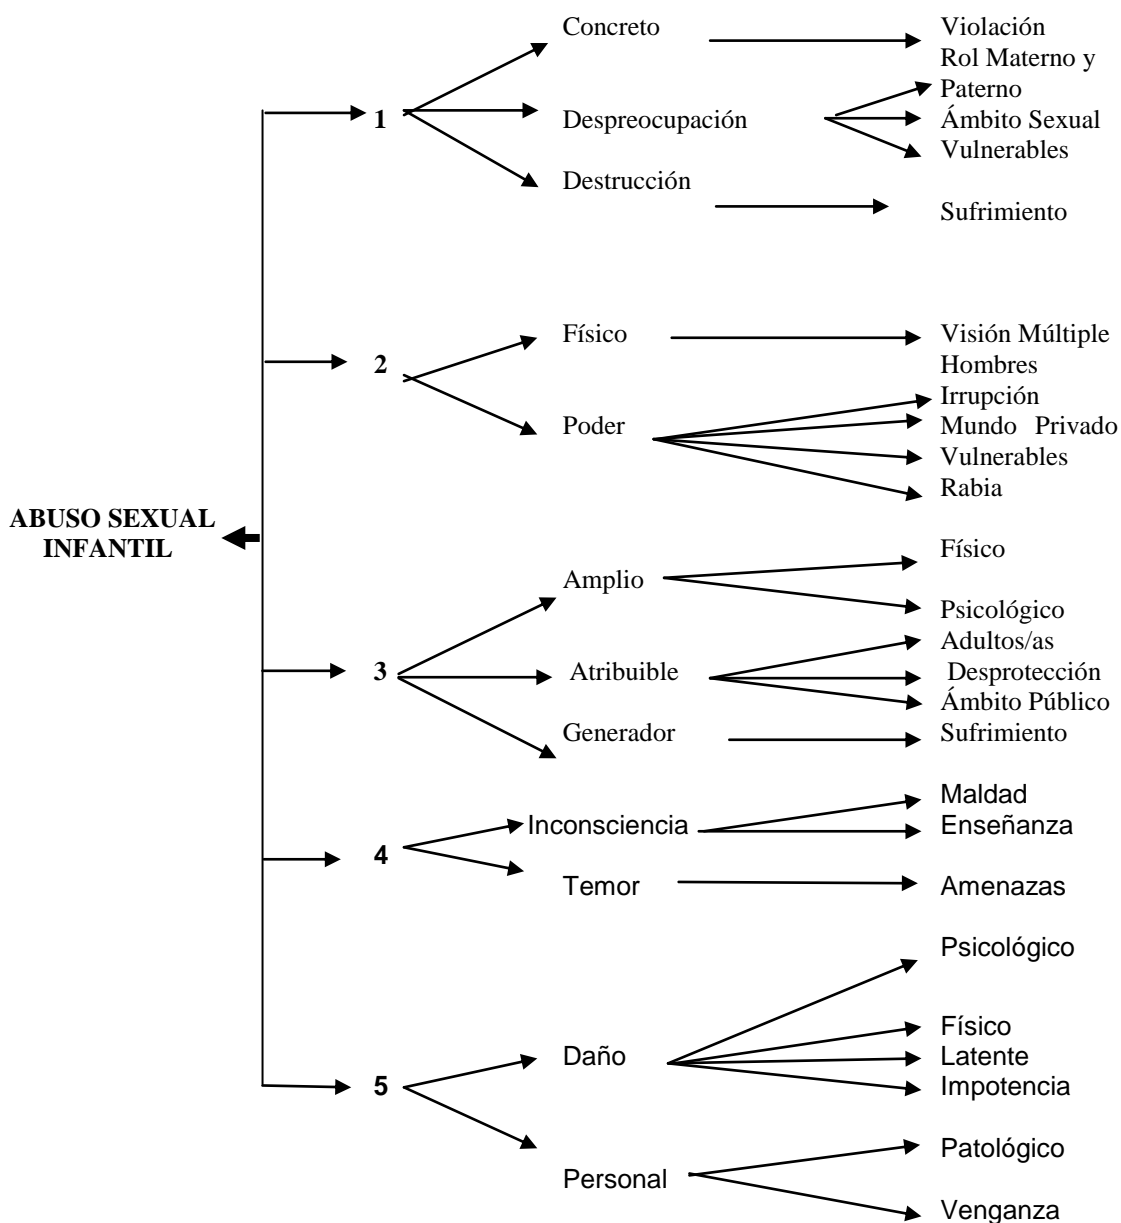 Concreto
Violación
Rol Materno y
Paterno
1
Despreocupación
Ámbito Sexual
Vulnerables
Destrucción
Sufrimiento
Físico
Visión Múltiple
2
Hombres
Irrupción
Poder
Mundo Privado
Vulnerables
Rabia
ABUSO SEXUAL
INFANTIL
Físico
Amplio
Psicológico
Adultos/as
3
Atribuible
Desprotección
Ámbito Público
Generador
Sufrimiento
Maldad
Inconsciencia
Enseñanza
4
Temor
Amenazas
Psicológico
Físico
Daño
Latente
5
Impotencia
Patológico
Personal
Venganza